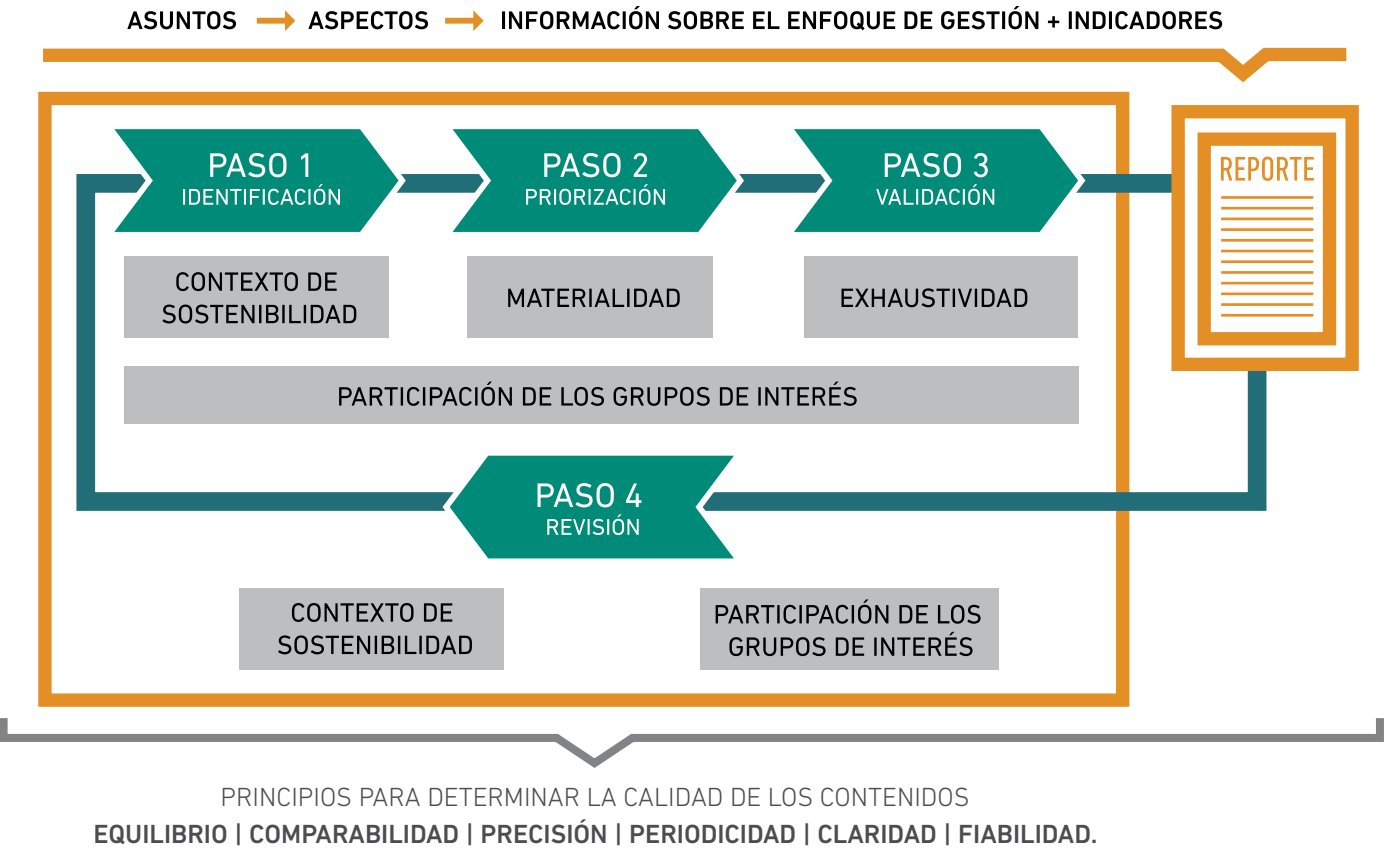 ASUNTOS → ASPECTOS → INFORMACIÓN SOBRE EL ENFOQUE DE GESTIÓN + INDICADORES
PASO 1
IDENTIFICACIÓN
PASO 2
PRIORIZACIÓN
PASO 3
VALIDACIÓN
REPORTE
CONTEXTO DE
SOSTENIBILIDAD
MATERIALIDAD
EXHAUSTIVIDAD
PARTICIPACIÓN DE LOS GRUPOS DE INTERÉS
PASO 4
REVISIÓN
CONTEXTO DE
SOSTENIBILIDAD
PARTICIPACIÓN DE LOS
GRUPOS DE INTERÉS
PRINCIPIOS PARA DETERMINAR LA CALIDAD DE LOS CONTENIDOS
EQUILIBRIO | COMPARABILIDAD | PRECISIÓN | PERIODICIDAD | CLARIDAD | FIABILIDAD.